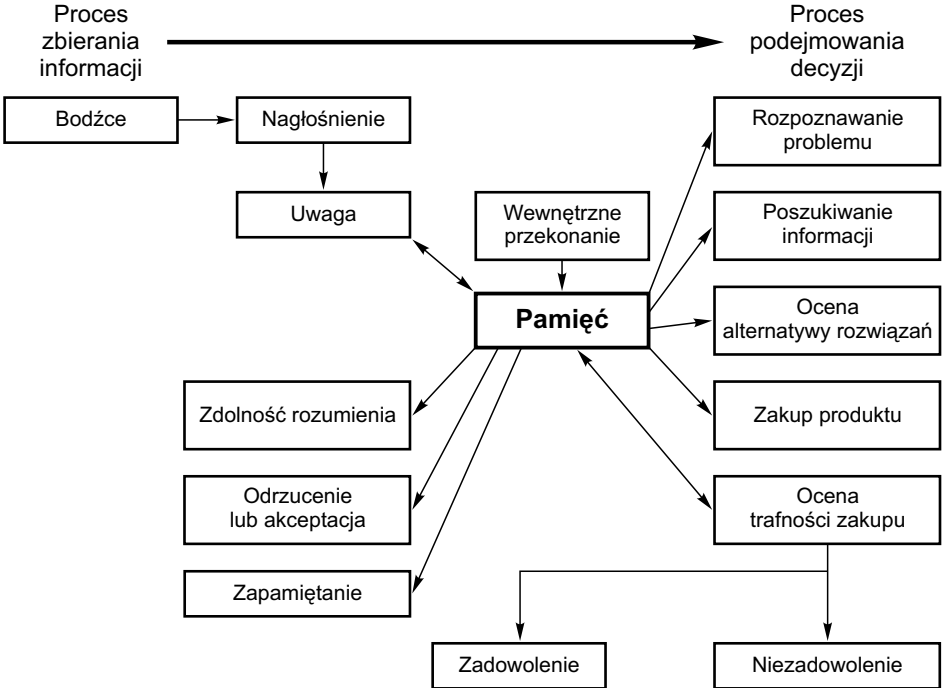 Proces
zbierania
informacji
Proces
podejmowania
decyzji
Bodźce
Nagłośnienie
Rozpoznawanie
problemu
Uwaga
Wewnętrzne
przekonanie
Poszukiwanie
informacji
Pamięć
Ocena
alternatywy rozwiązań
Zdolność rozumienia
Zakup produktu
Odrzucenie
lub akceptacja
Ocena
trafności zakupu
Zapamiętanie
Zadowolenie
Niezadowolenie